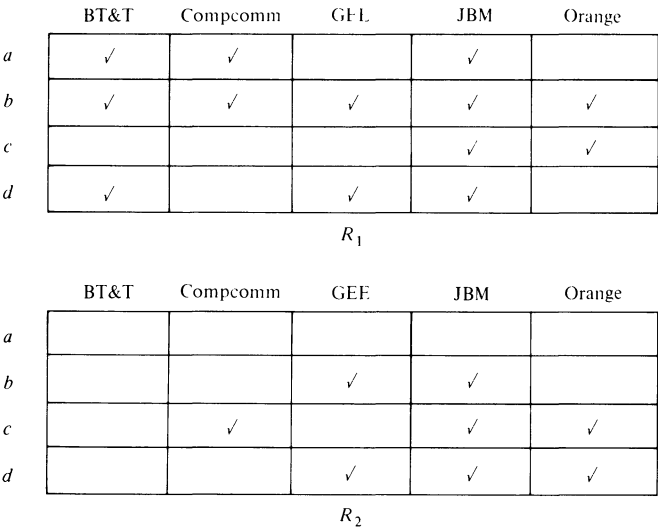 BT&T Compcomm GEE JBM Orange
a ✓ ✓ ✓
b ✓ ✓ ✓ ✓ ✓
c ✓ ✓
d ✓ ✓ ✓
R1
BT&T Compcomm GEE JBM Orange
a
b ✓ ✓
c ✓ ✓ ✓
d ✓ ✓ ✓
R2